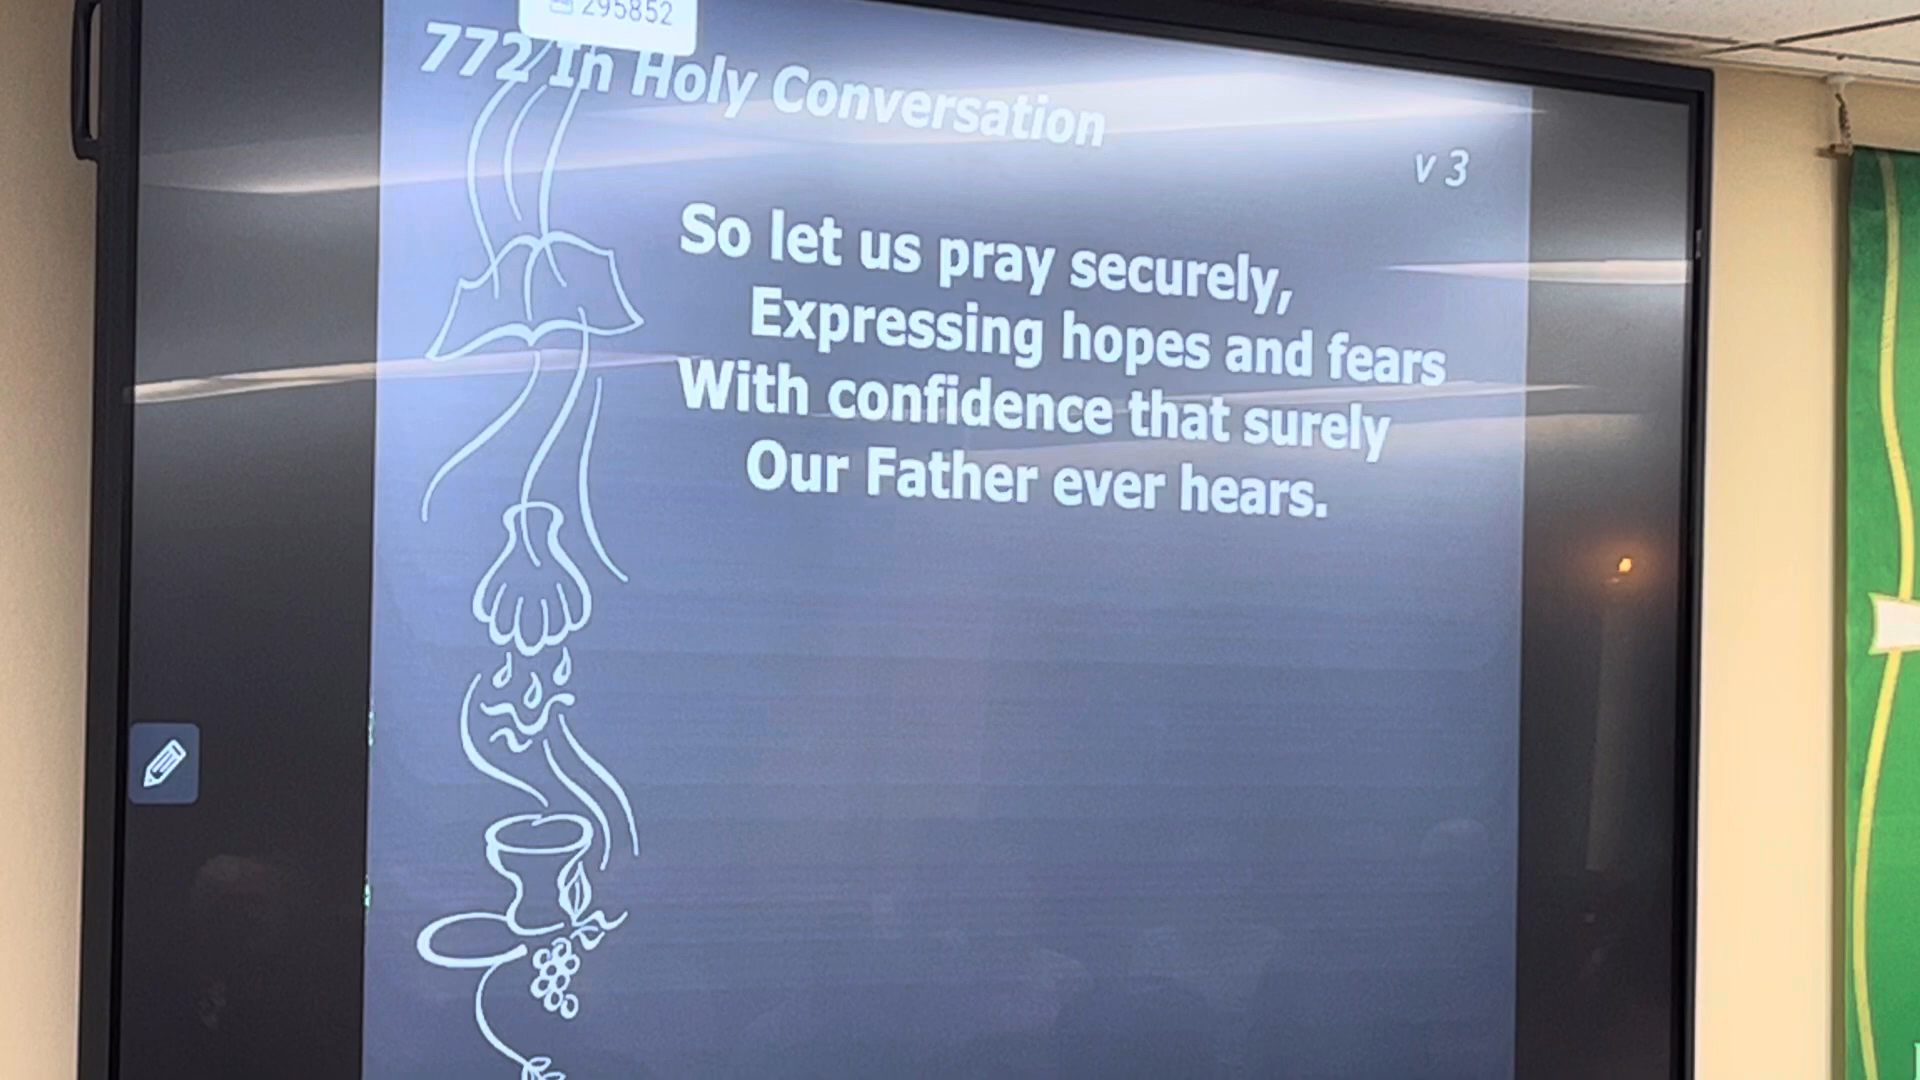 295852
772 In Holy Conversation
v 3
So let us pray securely,
Expressing hopes and fears
With confidence that surely
Our Father ever hears.